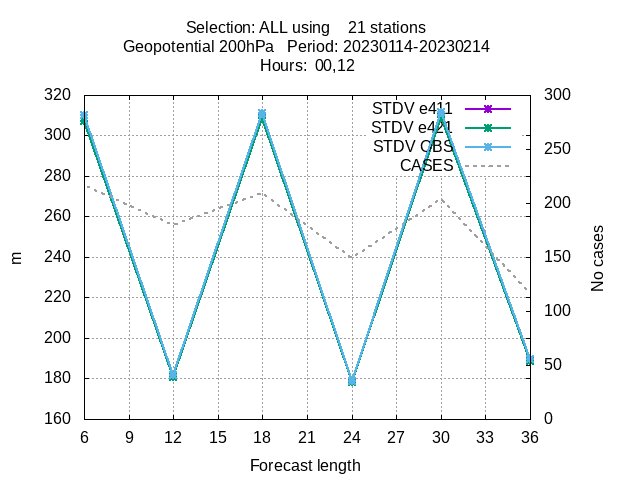 Selection: ALL using    21 stations
Geopotential 200hPa   Period: 20230114-20230214
Hours:  00,12
STDV e411
STDV e421
STDV OBS
CASES
320
300
280
260
240
220
200
180
160
300
250
200
150
100
50
0
m
No cases
6 9 12 15 18 21 24 27 30 33 36
Forecast length